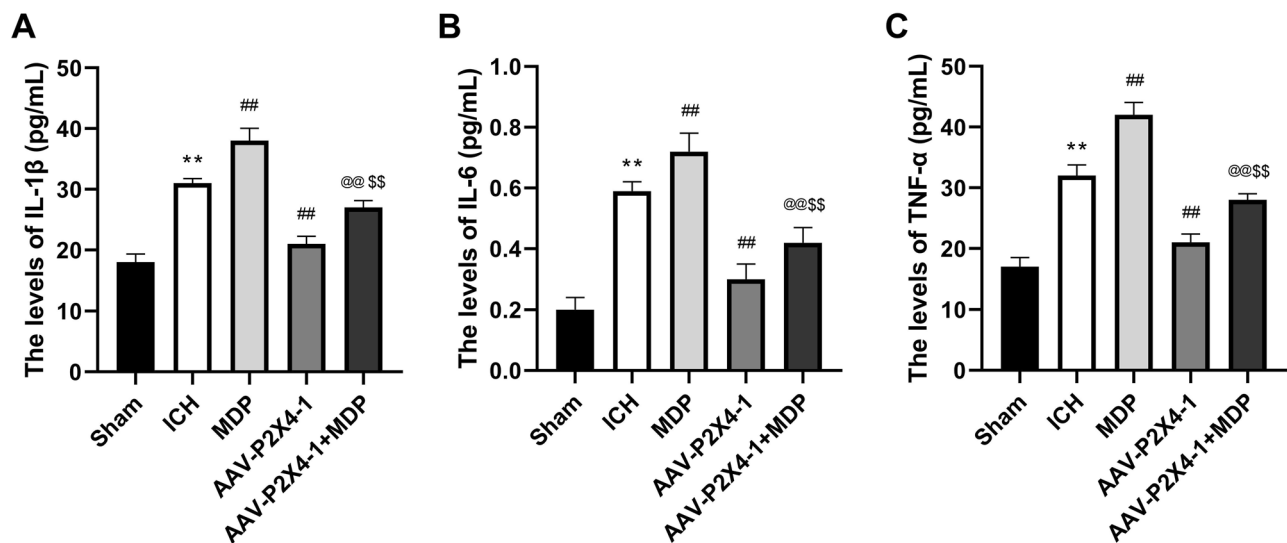 A
The levels of IL-1β (pg/mL)
50
40
30
20
10
0
**
##
##
@@ $$
Sham
ICH
MDP
AAV-P2X4-1
AAV-P2X4-1+MDP
B
The levels of IL-6 (pg/mL)
1.0
0.8
0.6
0.4
0.2
0.0
**
##
##
@@$$
Sham
ICH
MDP
AAV-P2X4-1
AAV-P2X4-1+MDP
C
The levels of TNF-α (pg/mL)
50
40
30
20
10
0
**
##
##
@@$$
Sham
ICH
MDP
AAV-P2X4-1
AAV-P2X4-1+MDP